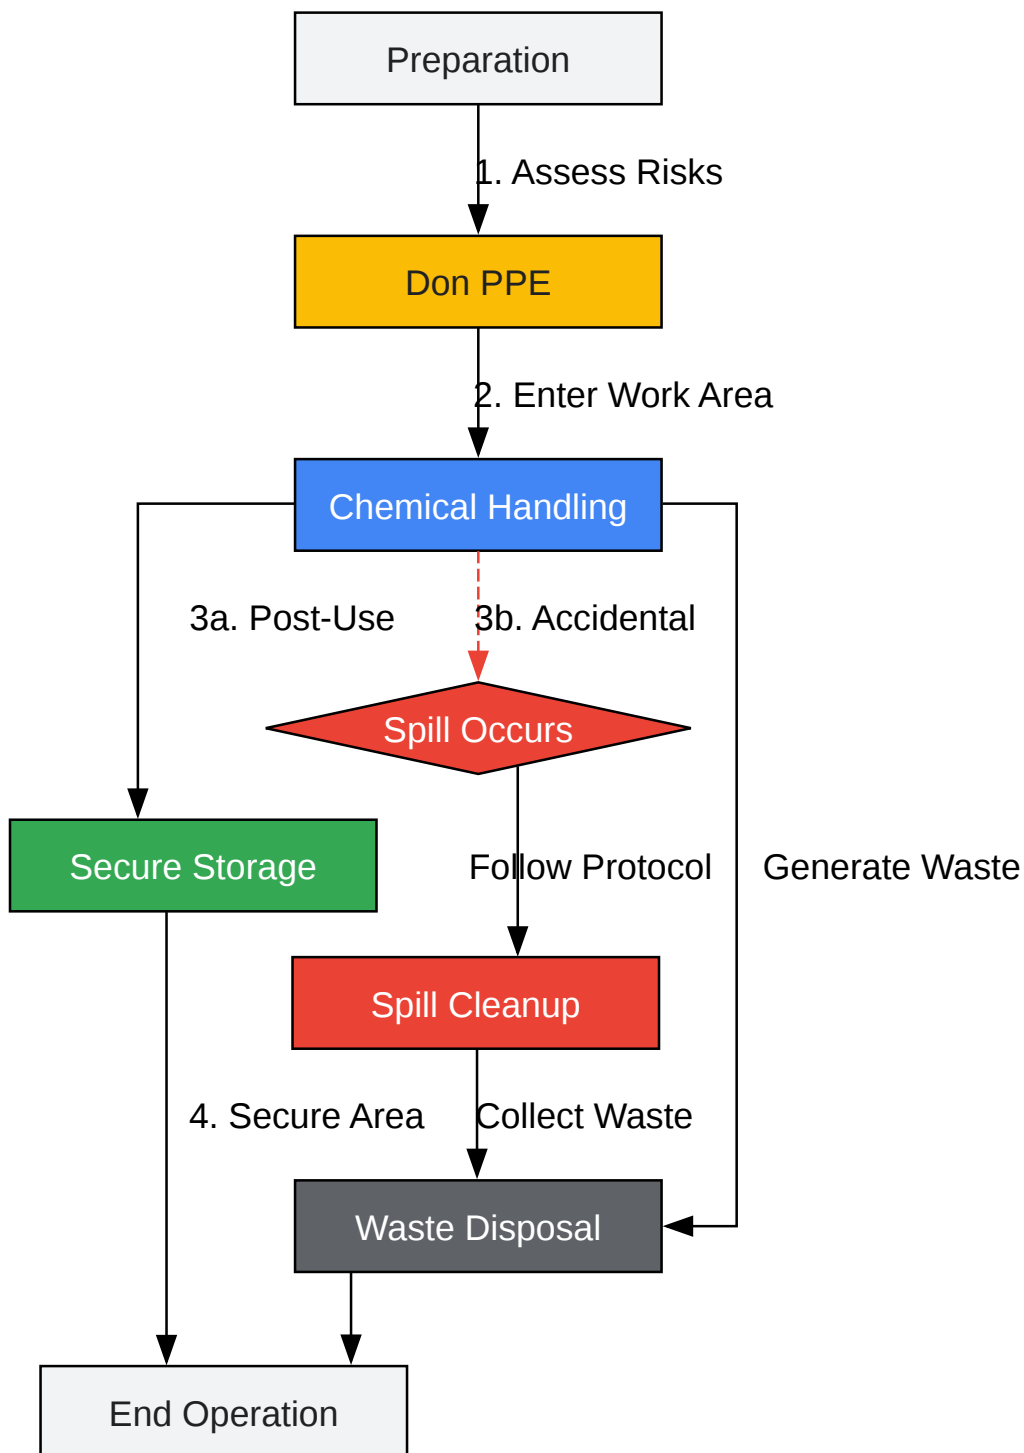 Preparation
1. Assess Risks
Don PPE
2. Enter Work Area
Chemical Handling
3a. Post-Use
3b. Accidental
Spill Occurs
Secure Storage
Follow Protocol
Generate Waste
Spill Cleanup
4. Secure Area
Collect Waste
Waste Disposal
End Operation